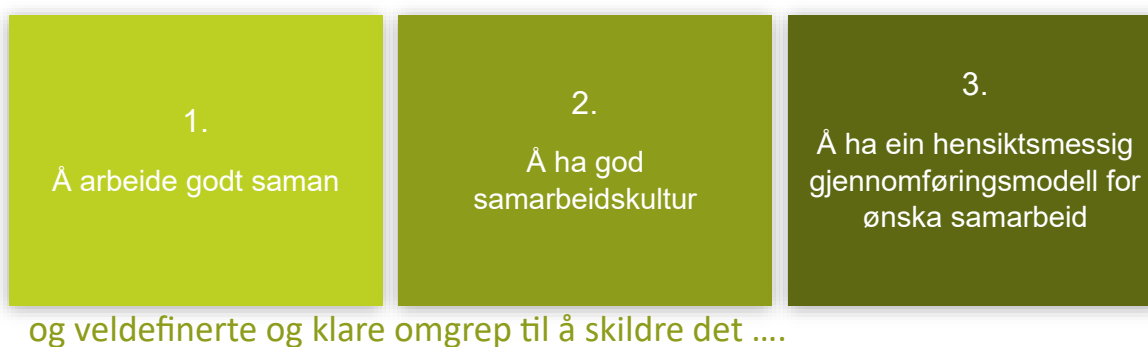 1.
Å arbeide godt saman
2.
Å ha god
samarbeidskultur
3.
Å ha ein hensiktsmessig
gjennomføringsmodell for
ønska samarbeid
og veldefinerte og klare omgrep til å skildre det ....